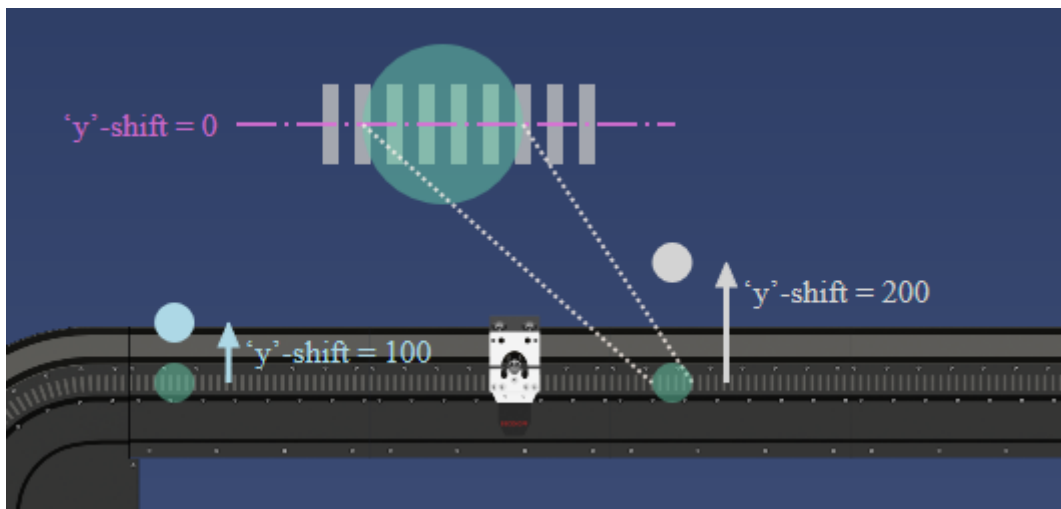 ‘y’-shift = 0
‘y’-shift = 200
‘y’-shift = 100